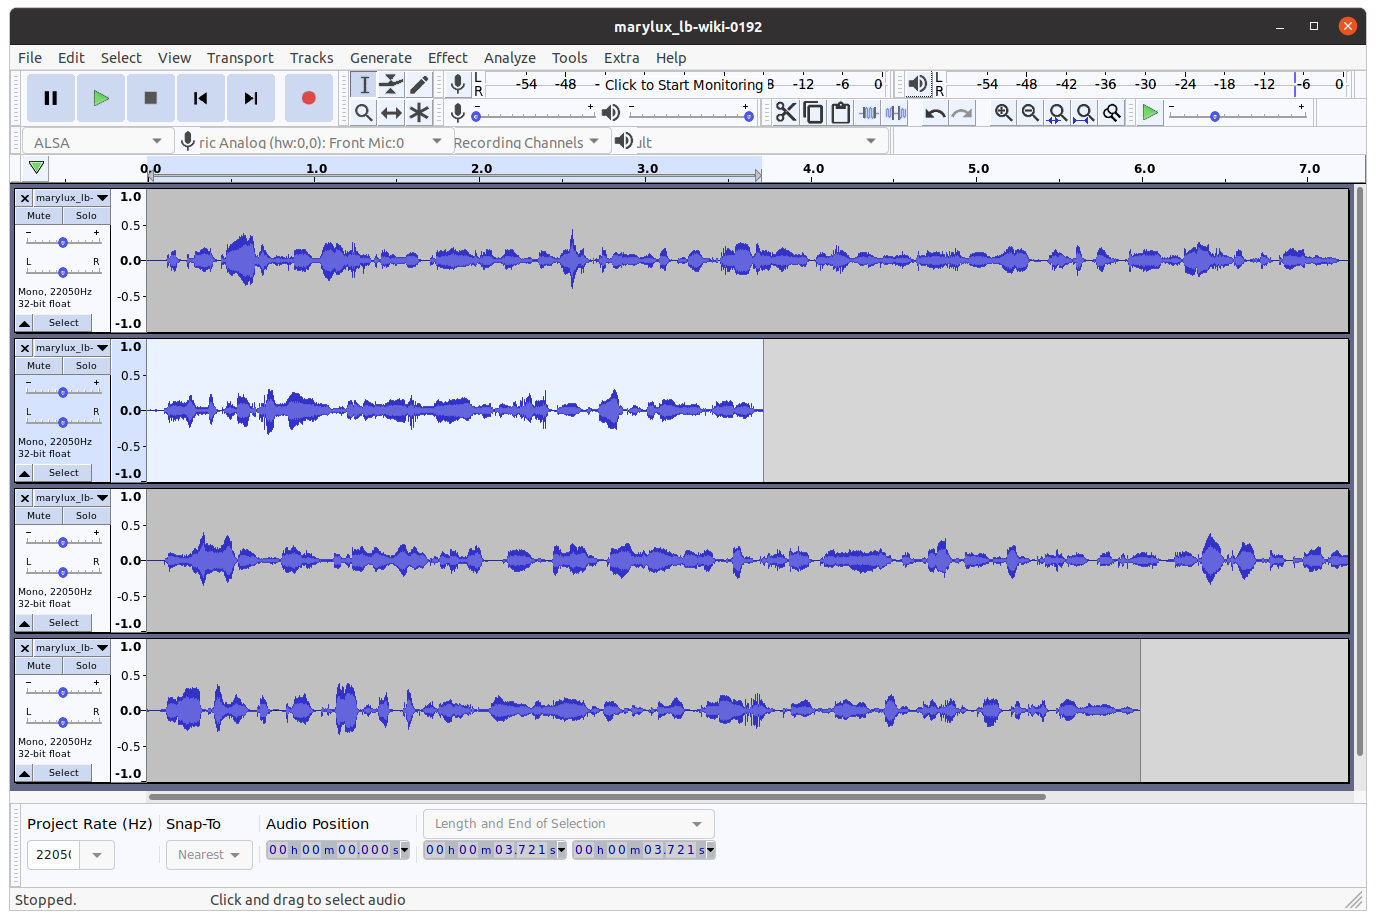 marylux_lb-wiki-0192
File Edit Select View Transport Tracks Generate Effect Analyze Tools Extra Help
L R -54 -48 - Click to Start Monitoring 8 -12 -6 0 L R -54 -48 -42 -36 -30 -24 -18 -12 -6 0
- + - + - +
ALSA ric Analog (hw:0,0): Front Mic:0 Recording Channels ult
0.0 1.0 2.0 3.0 4.0 5.0 6.0 7.0
marylux_lb- 1.0
Mute Solo
- + 0.5
L R 0.0
Mono, 22050Hz -0.5
32-bit float
Select -1.0
marylux_lb- 1.0
Mute Solo
- + 0.5
L R 0.0
Mono, 22050Hz -0.5
32-bit float
Select -1.0
marylux_lb- 1.0
Mute Solo
- + 0.5
L R 0.0
Mono, 22050Hz -0.5
32-bit float
Select -1.0
marylux_lb- 1.0
Mute Solo
- + 0.5
L R 0.0
Mono, 22050Hz -0.5
32-bit float
Select -1.0
Project Rate (Hz) Snap-To Audio Position Length and End of Selection
2205 Nearest 00 h 00 m 00.000 s 00 h 00 m 03.721 s 00 h 00 m 03.721 s
Stopped. Click and drag to select audio